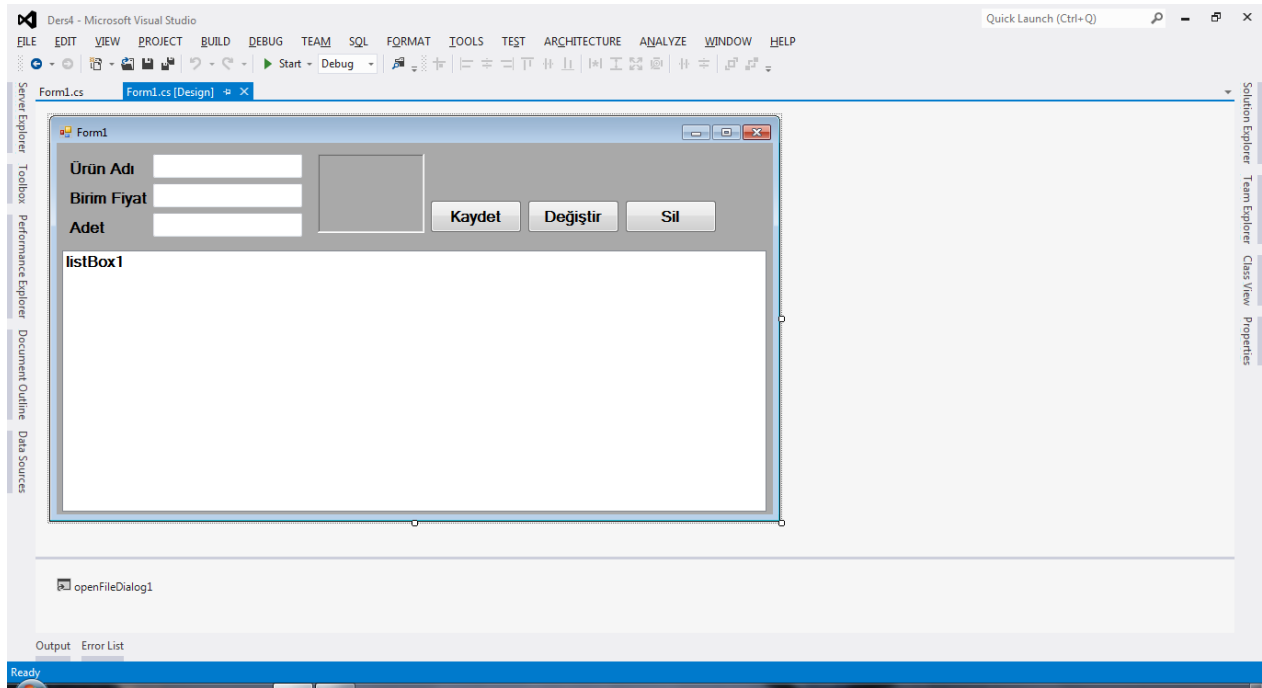 Ders4 - Microsoft Visual Studio
Quick Launch (Ctrl+Q)
FILE EDIT VIEW PROJECT BUILD DEBUG TEAM SQL FORMAT TOOLS TEST ARCHITECTURE ANALYZE WINDOW HELP
Start Debug
Form1.cs Form1.cs [Design]
Server Explorer
Toolbox
Performance Explorer
Document Outline
Data Sources
Form1
Ürün Adı
Birim Fiyat
Adet
Kaydet Değiştir Sil
listBox1
openFileDialog1
Output Error List
Ready
Solution Explorer
Team Explorer
Class View
Properties